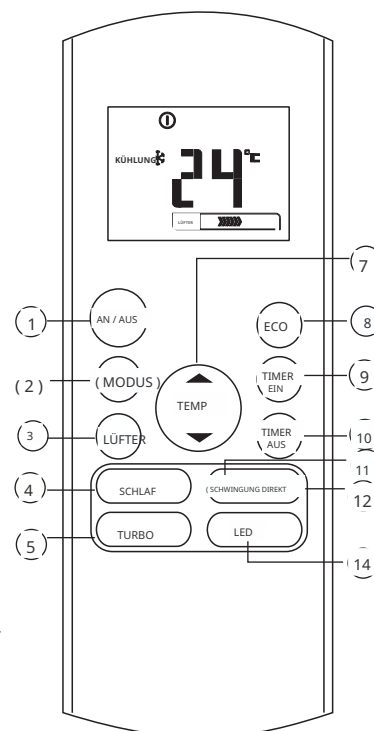 KÜHLUNG
24°C
LÜFTER
7
1
AN / AUS
ECO
8
( 2 )
( MODUS )
TEMP
TIMER
EIN
9
3
LÜFTER
TIMER
AUS
10
11
4
SCHLAF
( SCHWINGUNG DIREKT
12
5
TURBO
LED
14